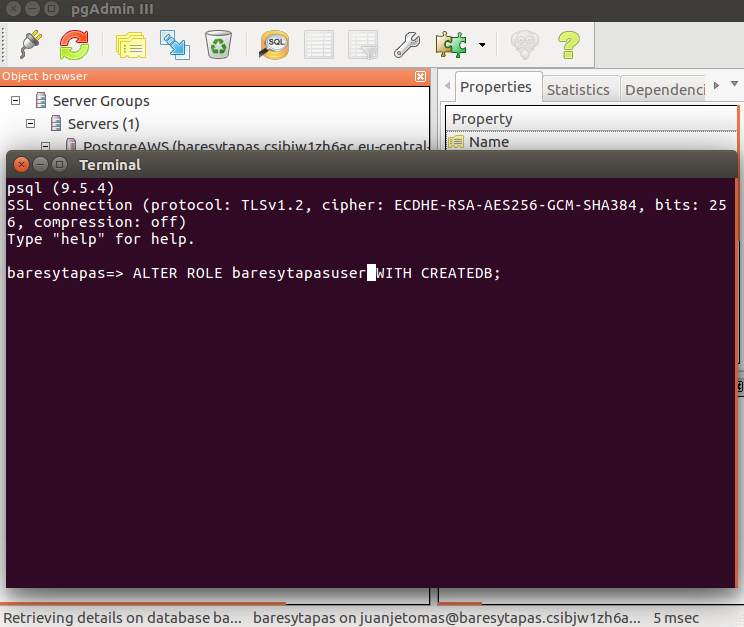 pgAdmin III
SQL
Object browser
Server Groups
Servers (1)
PostgreAWS (baresytapas.csibjw1zh6ac.eu-central-
Properties
Statistics
Dependenci
Property
Name
Terminal
psql (9.5.4)
SSL connection (protocol: TLSv1.2, cipher: ECDHE-RSA-AES256-GCM-SHA384, bits: 25
6, compression: off)
Type "help" for help.
baresytapas=> ALTER ROLE baresytapasuser WITH CREATEDB;
Retrieving details on database ba...
baresytapas on juanjetomas@baresytapas.csibjw1zh6a...
5 msec